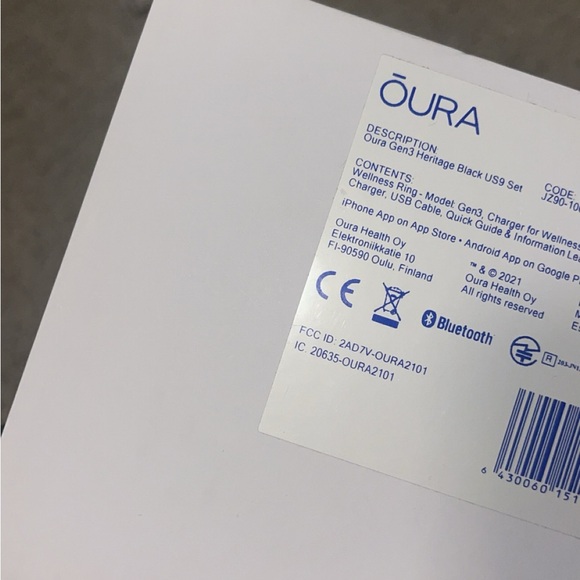 ŌURA
DESCRIPTION
Oura Gen3 Heritage Black US9 Set
CODE:
CONTENTS:
Wellness Ring - Model, Gen3, Charger for Wellness
Charger, USB Cable, Quick Guide & Information
iPhone App on App Store • Android App on Google
Oura Health Oy
Elektroniikkatie 10
FI-90590 Oulu, Finland
™ & © 2021
Oura Health Oy
All rights reserved
CE
Bluetooth
R
FCC ID: 2AD7V-OURA2101
IC: 20635-OURA2101
6 430060 151